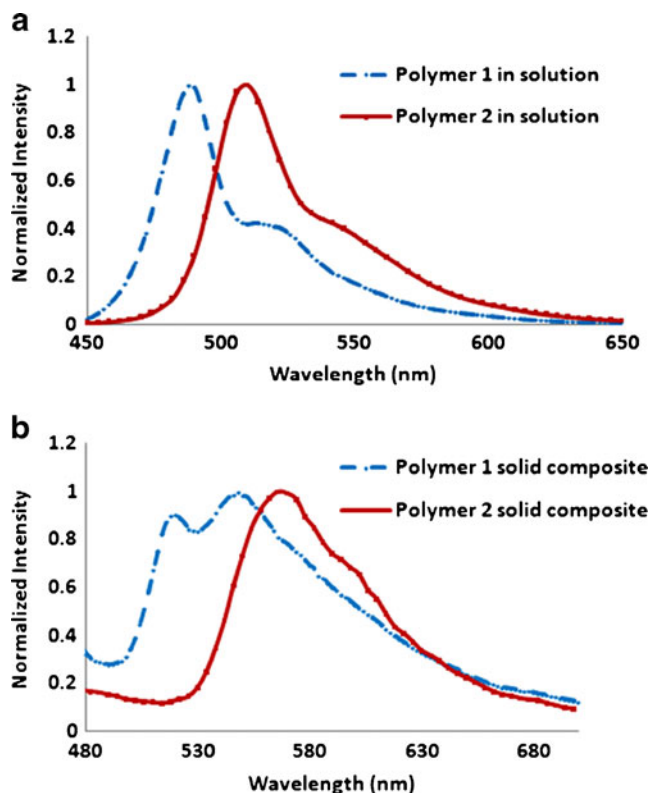 a
1.2
1
0.8
0.6
0.4
0.2
0
Normalized Intensity
Polymer 1 in solution
Polymer 2 in solution
450 500 550 600 650
Wavelength (nm)
b
1.2
1
0.8
0.6
0.4
0.2
0
Normalized Intensity
Polymer 1 solid composite
Polymer 2 solid composite
480 530 580 630 680
Wavelength (nm)